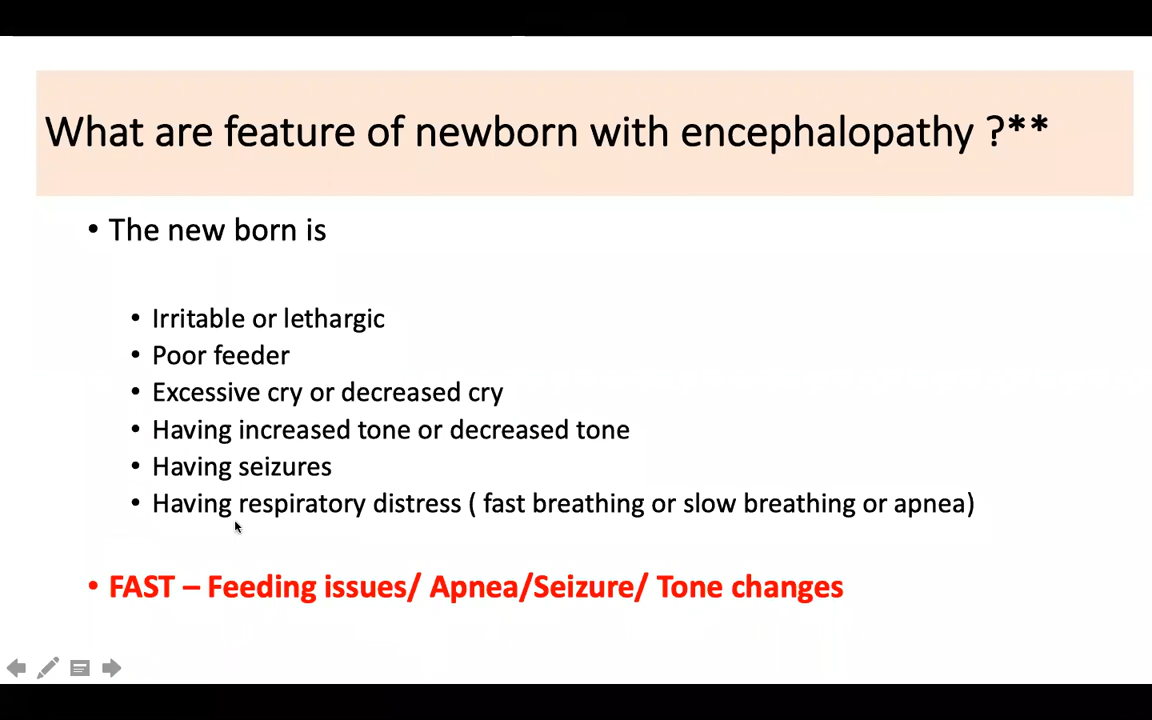 What are feature of newborn with encephalopathy ?**
• The new born is
• Irritable or lethargic
• Poor feeder
• Excessive cry or decreased cry
• Having increased tone or decreased tone
• Having seizures
• Having respiratory distress ( fast breathing or slow breathing or apnea)
• FAST – Feeding issues/ Apnea/Seizure/ Tone changes